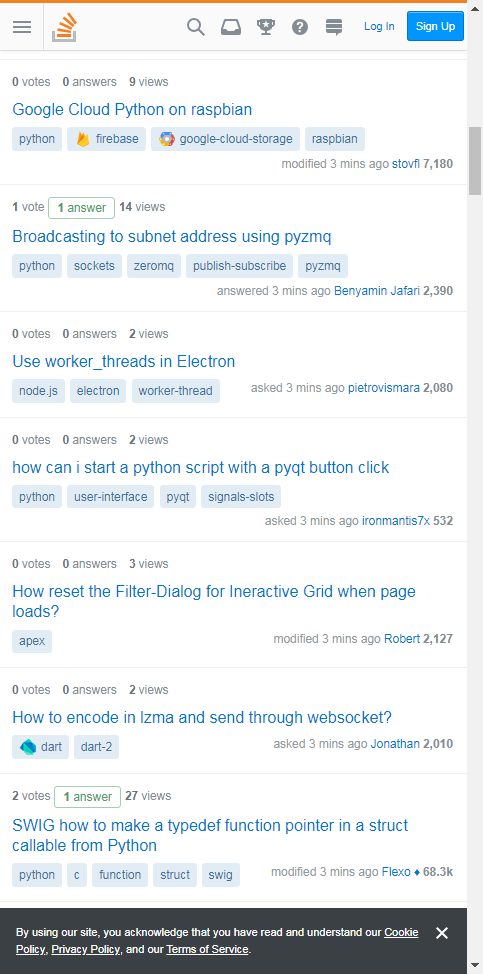 Log In Sign Up
0 votes 0 answers 9 views
Google Cloud Python on raspbian
python firebase google-cloud-storage raspbian
modified 3 mins ago stovfl 7,180
1 vote 1 answer 14 views
Broadcasting to subnet address using pyzmq
python sockets zeromq publish-subscribe pyzmq
answered 3 mins ago Benyamin Jafari 2,390
0 votes 0 answers 2 views
Use worker_threads in Electron
node.js electron worker-thread asked 3 mins ago pietrovismara 2,080
0 votes 0 answers 2 views
how can i start a python script with a pyqt button click
python user-interface pyqt signals-slots
asked 3 mins ago ironmantis7x 532
0 votes 0 answers 3 views
How reset the Filter-Dialog for Ineractive Grid when page
loads?
apex modified 3 mins ago Robert 2,127
0 votes 0 answers 2 views
How to encode in lzma and send through websocket?
dart dart-2 asked 3 mins ago Jonathan 2,010
2 votes 1 answer 27 views
SWIG how to make a typedef function pointer in a struct
callable from Python
python c function struct swig modified 3 mins ago Flexo ♦ 68.3k
By using our site, you acknowledge that you have read and understand our Cookie
Policy, Privacy Policy, and our Terms of Service.